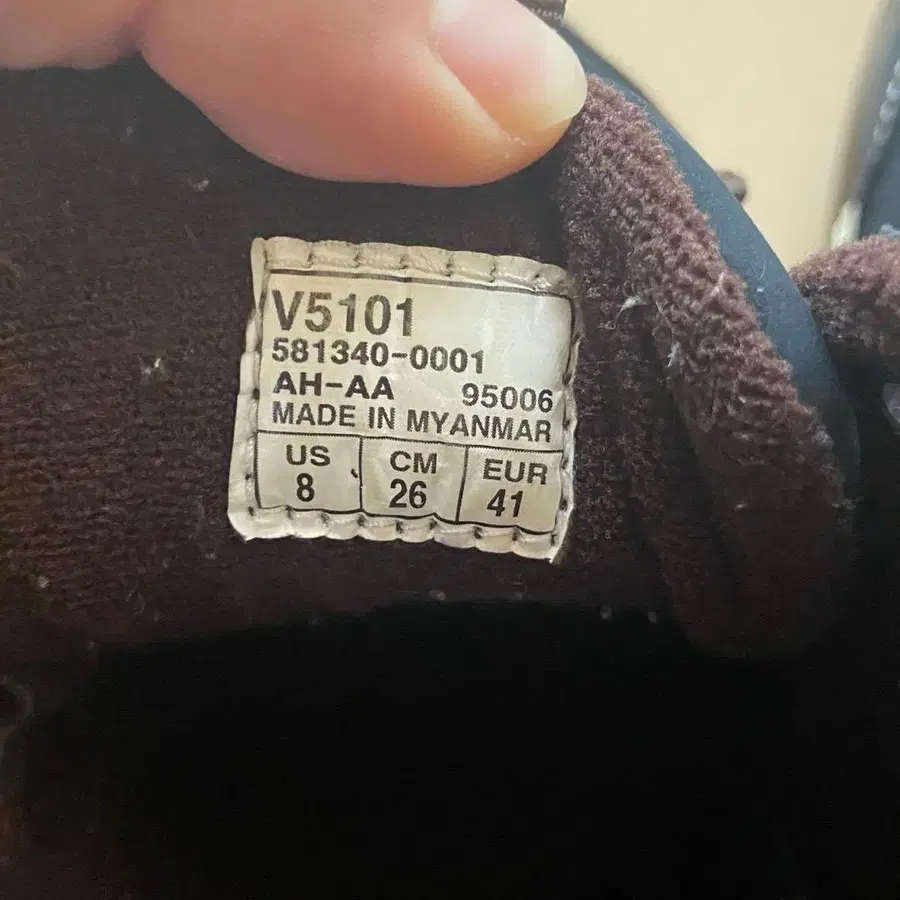 V5101
581340-0001
AH-AA 95006
MADE IN MYANMAR
US CM EUR
8 26 41